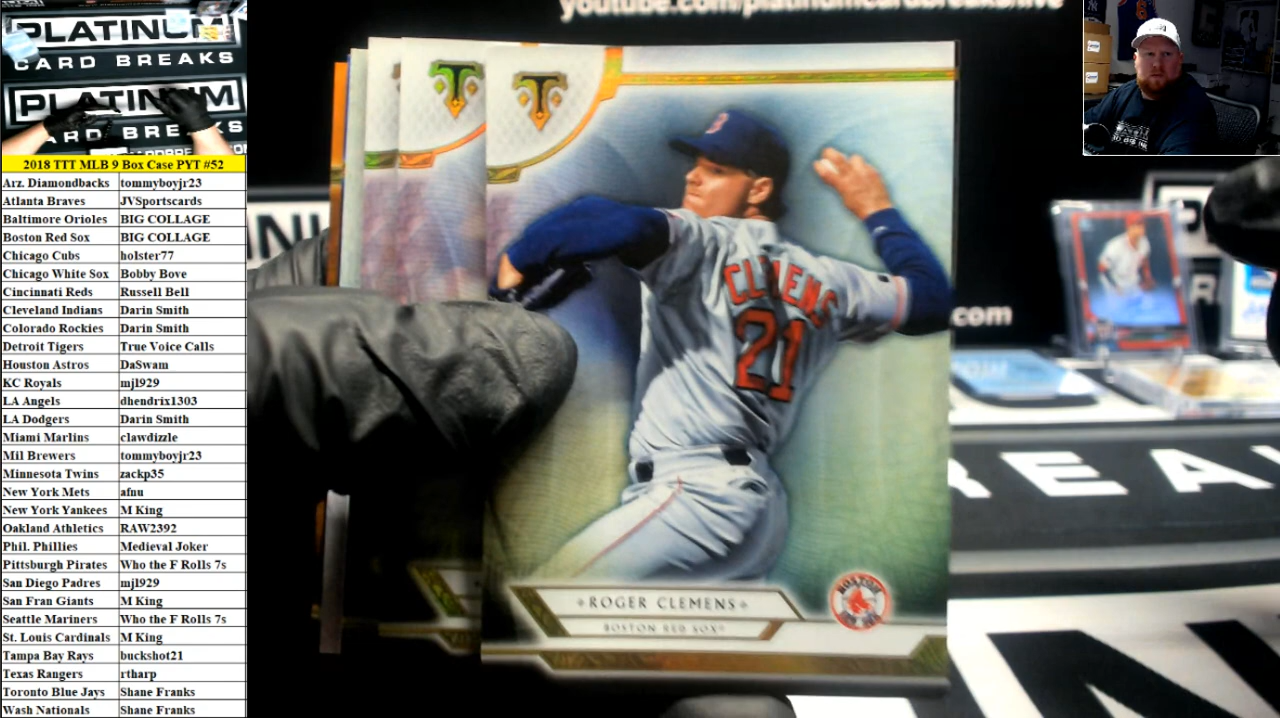 youtube.com/platinumcardbreaks/live
PLATINUM
CARD BREAKS
PLATINUM
CARD BREAKS
2018 TTT MLB 9 Box Case PYT #52
Arz. Diamondbacks tommyboyjr23
Atlanta Braves JVSportscards
Baltimore Orioles BIG COLLAGE
Boston Red Sox BIG COLLAGE
Chicago Cubs holster77
Chicago White Sox Bobby Bove
Cincinnati Reds Russell Bell
Cleveland Indians Darin Smith
Colorado Rockies Darin Smith
Detroit Tigers True Voice Calls
Houston Astros DaSwam
KC Royals mjl929
LA Angels dhendrix1303
LA Dodgers Darin Smith
Miami Marlins clawdizzle
Mil Brewers tommyboyjr23
Minnesota Twins zackp35
New York Mets afnu
New York Yankees M King
Oakland Athletics RAW2392
Phil. Phillies Medieval Joker
Pittsburgh Pirates Who the F Rolls 7s
San Diego Padres mjl929
San Fran Giants M King
Seattle Mariners Who the F Rolls 7s
St. Louis Cardinals M King
Tampa Bay Rays buckshot21
Texas Rangers rtharp
Toronto Blue Jays Shane Franks
Wash Nationals Shane Franks
T
T
B
CLEMENS
21
ROGER CLEMENS
BOSTON RED SOX
BOSTON
RED SOX
.com
REA